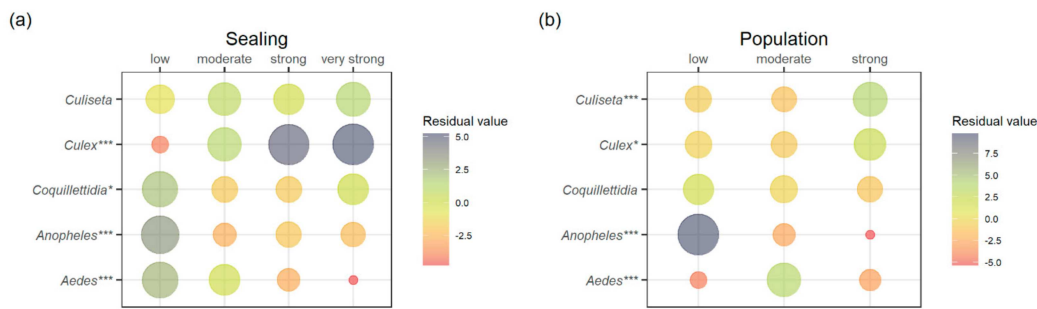 (a)
Sealing
low moderate strong very strong
Culiseta
Culex***
Coquillettidia*
Anopheles***
Aedes***
Residual value
5.0
2.5
0.0
-2.5
(b)
Population
low moderate strong
Culiseta***
Culex*
Coquillettidia
Anopheles***
Aedes***
Residual value
7.5
5.0
2.5
0.0
-2.5
-5.0